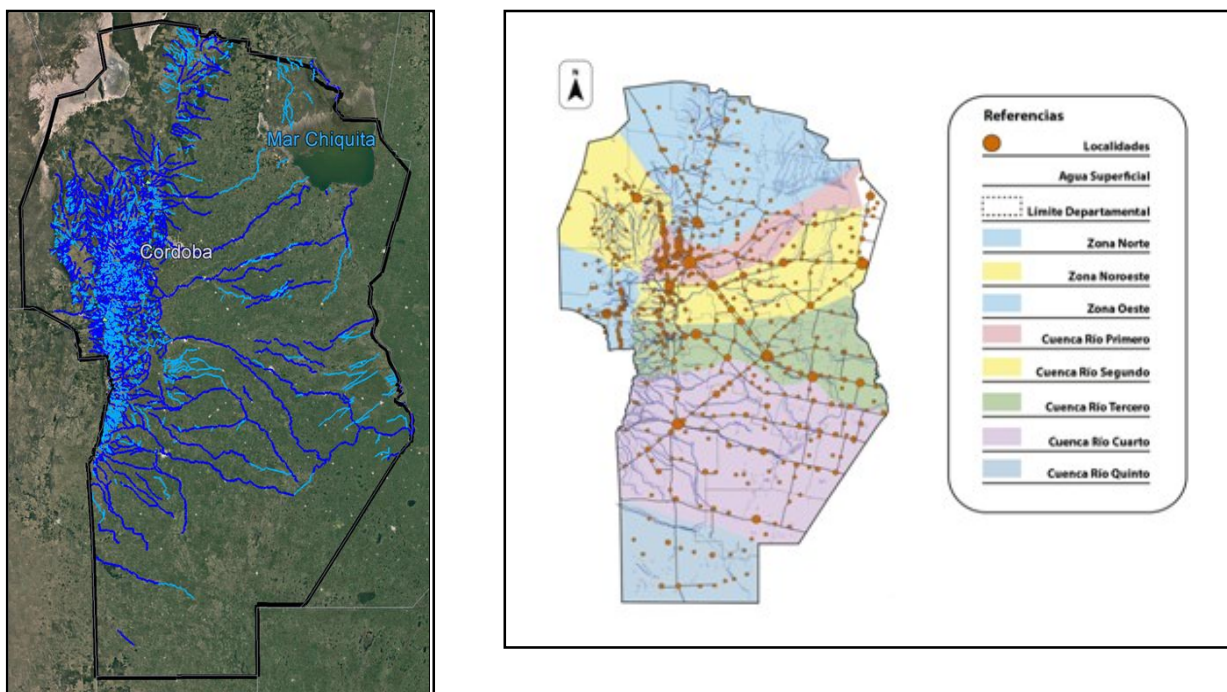 Mar Chiquita
Cordoba
N
Referencias
Localidades
Agua Superficial
Límite Departamental
Zona Norte
Zona Noroeste
Zona Oeste
Cuenca Río Primero
Cuenca Río Segundo
Cuenca Río Tercero
Cuenca Río Cuarto
Cuenca Río Quinto